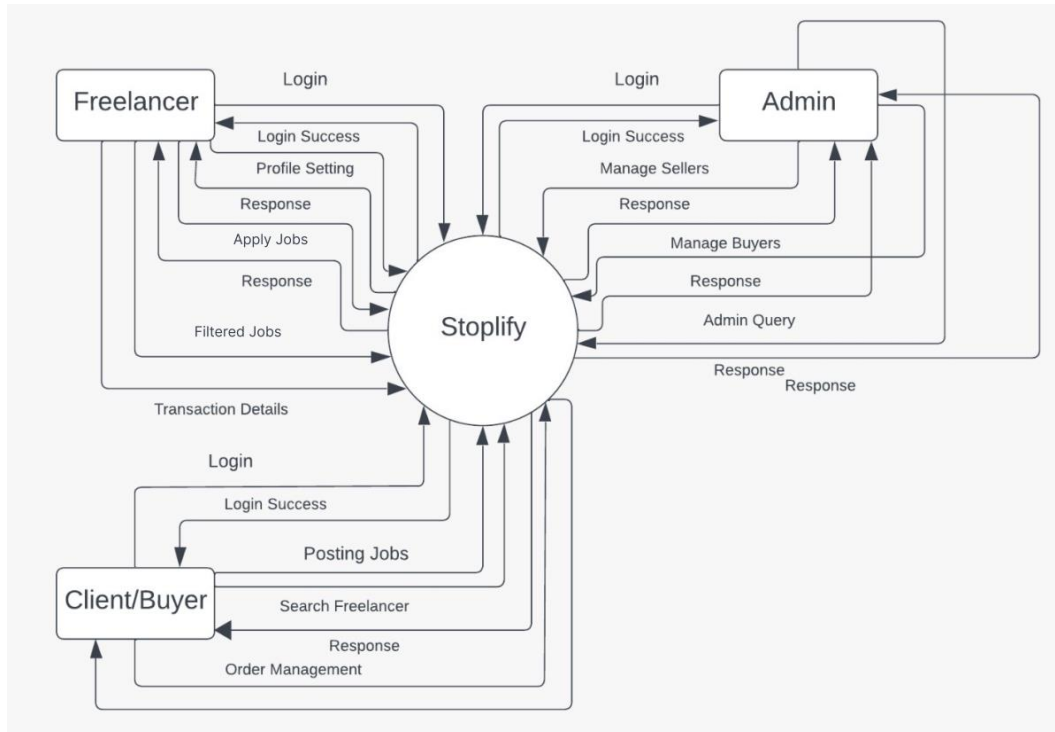 Login
Login
Freelancer
Admin
Login Success
Login Success
Profile Setting
Manage Sellers
Response
Response
Apply Jobs
Manage Buyers
Response
Response
Stoplify
Filtered Jobs
Admin Query
Response
Response
Transaction Details
Login
Login Success
Posting Jobs
Client/Buyer
Search Freelancer
Response
Order Management